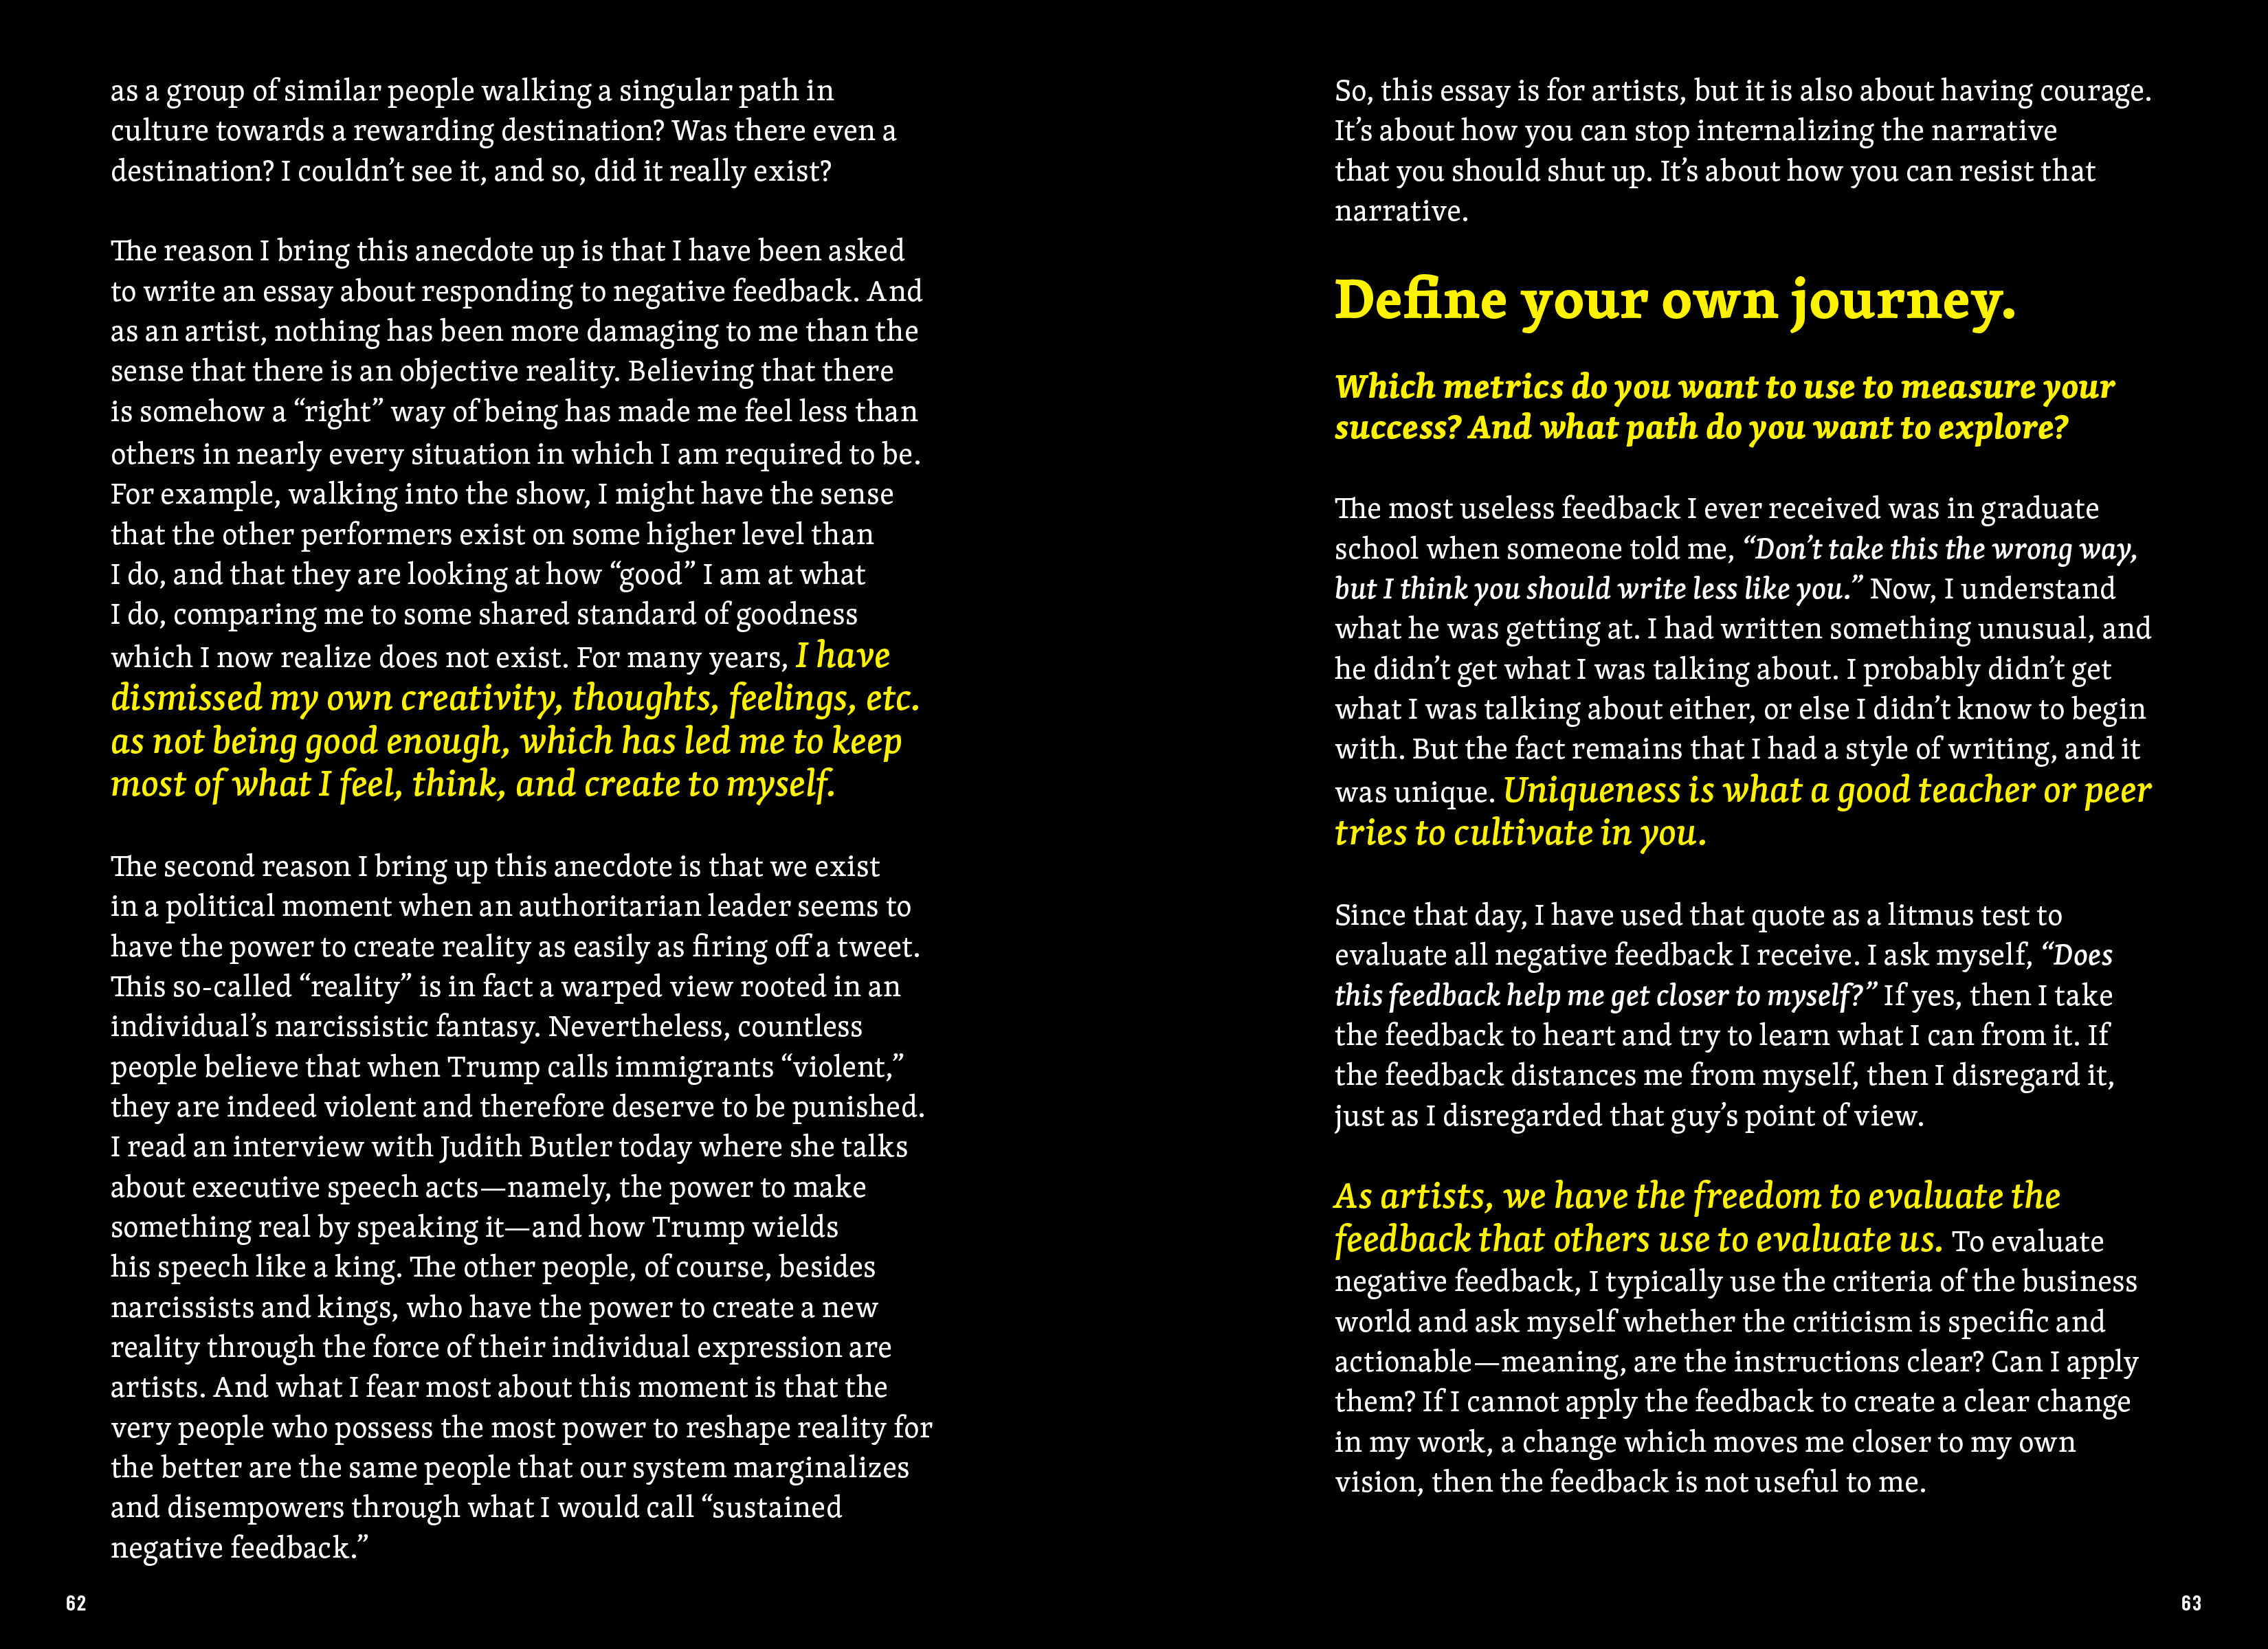 as a group of similar people walking a singular path in
culture towards a rewarding destination? Was there even a
destination? I couldn’t see it, and so, did it really exist?
The reason I bring this anecdote up is that I have been asked
to write an essay about responding to negative feedback. And
as an artist, nothing has been more damaging to me than the
sense that there is an objective reality. Believing that there
is somehow a “right” way of being has made me feel less than
others in nearly every situation in which I am required to be.
For example, walking into the show, I might have the sense
that the other performers exist on some higher level than
I do, and that they are looking at how “good” I am at what
I do, comparing me to some shared standard of goodness
which I now realize does not exist. For many years, I have
dismissed my own creativity, thoughts, feelings, etc.
as not being good enough, which has led me to keep
most of what I feel, think, and create to myself.
The second reason I bring up this anecdote is that we exist
in a political moment when an authoritarian leader seems to
have the power to create reality as easily as firing off a tweet.
This so-called “reality” is in fact a warped view rooted in an
individual’s narcissistic fantasy. Nevertheless, countless
people believe that when Trump calls immigrants “violent,”
they are indeed violent and therefore deserve to be punished.
I read an interview with Judith Butler today where she talks
about executive speech acts—namely, the power to make
something real by speaking it—and how Trump wields
his speech like a king. The other people, of course, besides
narcissists and kings, who have the power to create a new
reality through the force of their individual expression are
artists. And what I fear most about this moment is that the
very people who possess the most power to reshape reality for
the better are the same people that our system marginalizes
and disempowers through what I would call “sustained
negative feedback.”
62
So, this essay is for artists, but it is also about having courage.
It’s about how you can stop internalizing the narrative
that you should shut up. It’s about how you can resist that
narrative.
Define your own journey.
Which metrics do you want to use to measure your
success? And what path do you want to explore?
The most useless feedback I ever received was in graduate
school when someone told me, “Don’t take this the wrong way,
but I think you should write less like you.” Now, I understand
what he was getting at. I had written something unusual, and
he didn’t get what I was talking about. I probably didn’t get
what I was talking about either, or else I didn’t know to begin
with. But the fact remains that I had a style of writing, and it
was unique. Uniqueness is what a good teacher or peer
tries to cultivate in you.
Since that day, I have used that quote as a litmus test to
evaluate all negative feedback I receive. I ask myself, “Does
this feedback help me get closer to myself?” If yes, then I take
the feedback to heart and try to learn what I can from it. If
the feedback distances me from myself, then I disregard it,
just as I disregarded that guy’s point of view.
As artists, we have the freedom to evaluate the
feedback that others use to evaluate us. To evaluate
negative feedback, I typically use the criteria of the business
world and ask myself whether the criticism is specific and
actionable—meaning, are the instructions clear? Can I apply
them? If I cannot apply the feedback to create a clear change
in my work, a change which moves me closer to my own
vision, then the feedback is not useful to me.
63